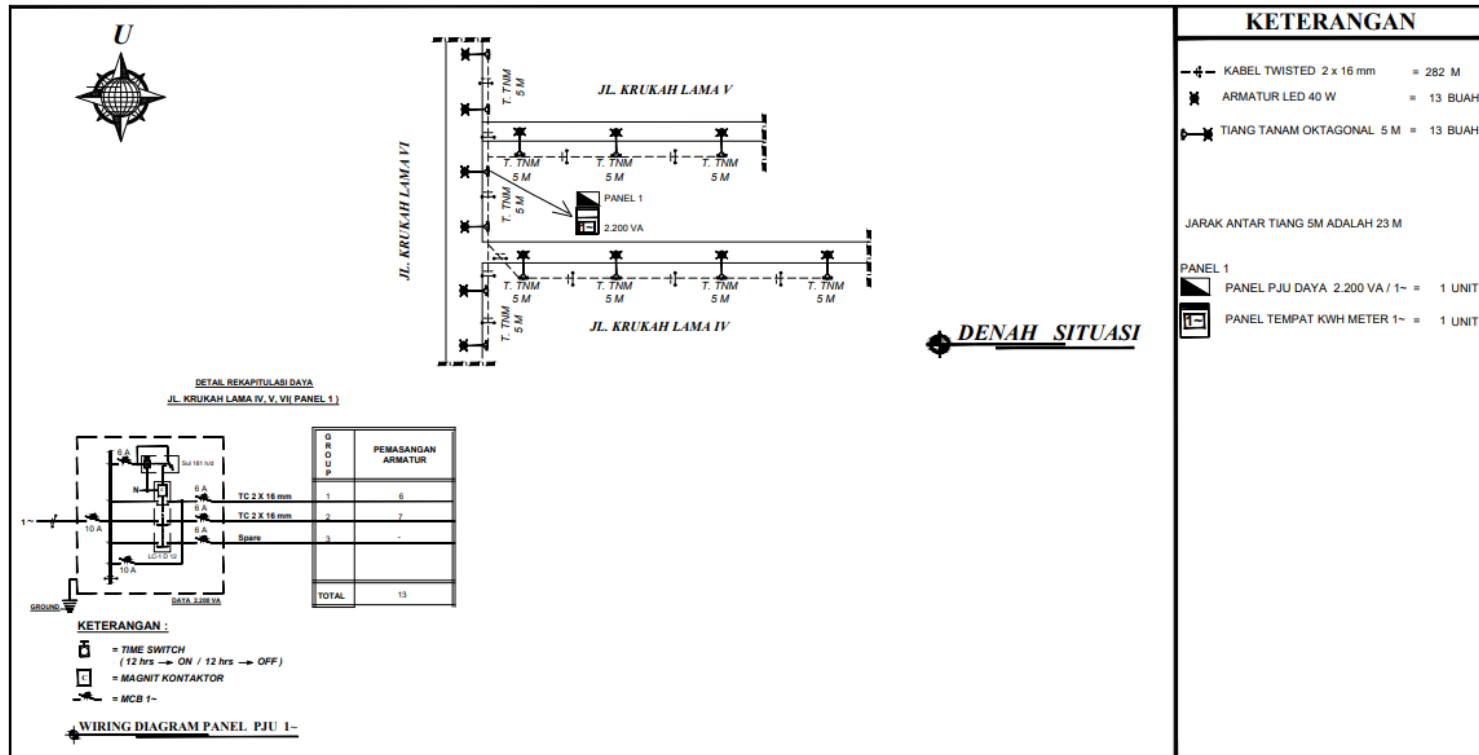 U
JL. KRUKAH LAMA V
JL. KRUKAH LAMA VI
JL. KRUKAH LAMA IV
T. TNM
5 M
T. TNM
5 M
T. TNM
5 M
T. TNM
5 M
T. TNM
5 M
T. TNM
5 M
PANEL 1
2.200 VA
T. TNM
5 M
T. TNM
5 M
T. TNM
5 M
T. TNM
5 M
DENAH SITUASI
KETERANGAN
KABEL TWISTED 2 x 16 mm = 282 M
ARMATUR LED 40 W = 13 BUAH
TIANG TANAM OKTAGONAL 5 M = 13 BUAH
JARAK ANTAR TIANG 5M ADALAH 23 M
PANEL 1
PANEL PJU DAYA 2.200 VA / 1~ = 1 UNIT
1~ PANEL TEMPAT KWH METER 1~ = 1 UNIT
DETAIL REKAPITULASI DAYA
JL. KRUKAH LAMA IV, V, VI( PANEL 1 )
GROUP PEMASANGAN
ARMATUR
1 6
2 7
3 -
TOTAL 13
6 A
Sul 181 h/d
N
6 A
TC 2 X 16 mm
6 A
TC 2 X 16 mm
1~
10 A
6 A
Spare
LC-1 D 12
10 A
GROUND
DAYA 2.200 VA
KETERANGAN :
= TIME SWITCH
( 12 hrs → ON / 12 hrs → OFF )
C = MAGNIT KONTAKTOR
= MCB 1~
WIRING DIAGRAM PANEL PJU 1~